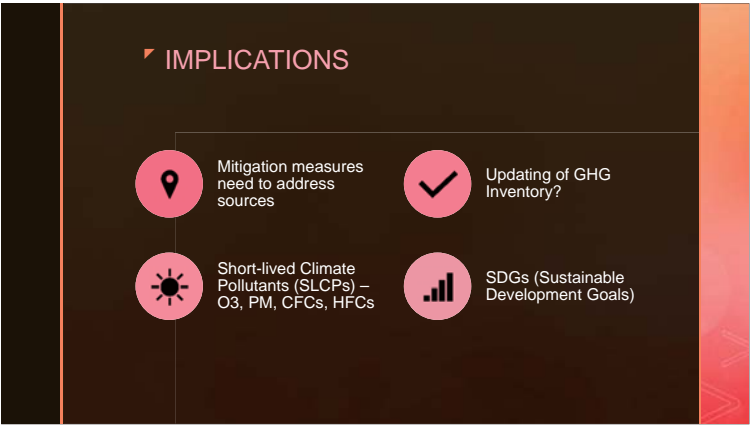 IMPLICATIONS
Mitigation measures
need to address
sources
Updating of GHG
Inventory?
Short-lived Climate
Pollutants (SLCPs) –
O3, PM, CFCs, HFCs
SDGs (Sustainable
Development Goals)